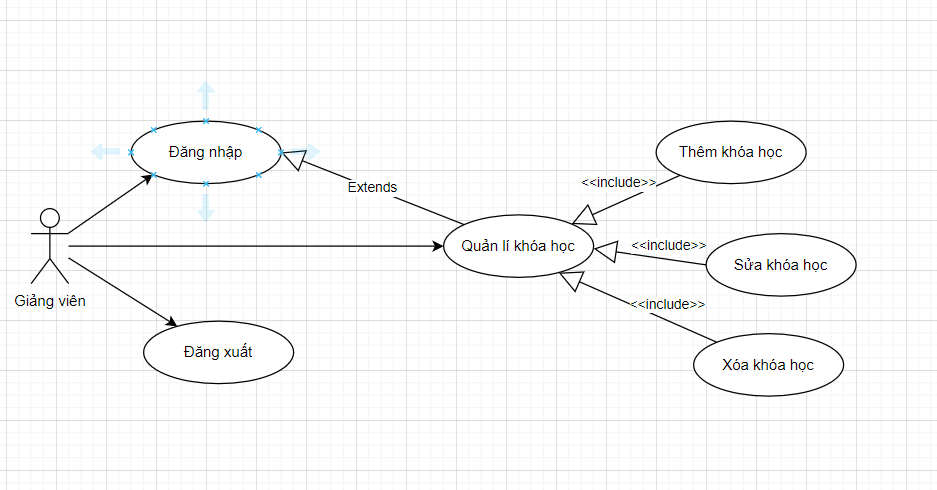 Đăng nhập
Thêm khóa học
Extends
<<include>>
Quản lí khóa học
<<include>>
Sửa khóa học
Giảng viên
<<include>>
Đăng xuất
Xóa khóa học